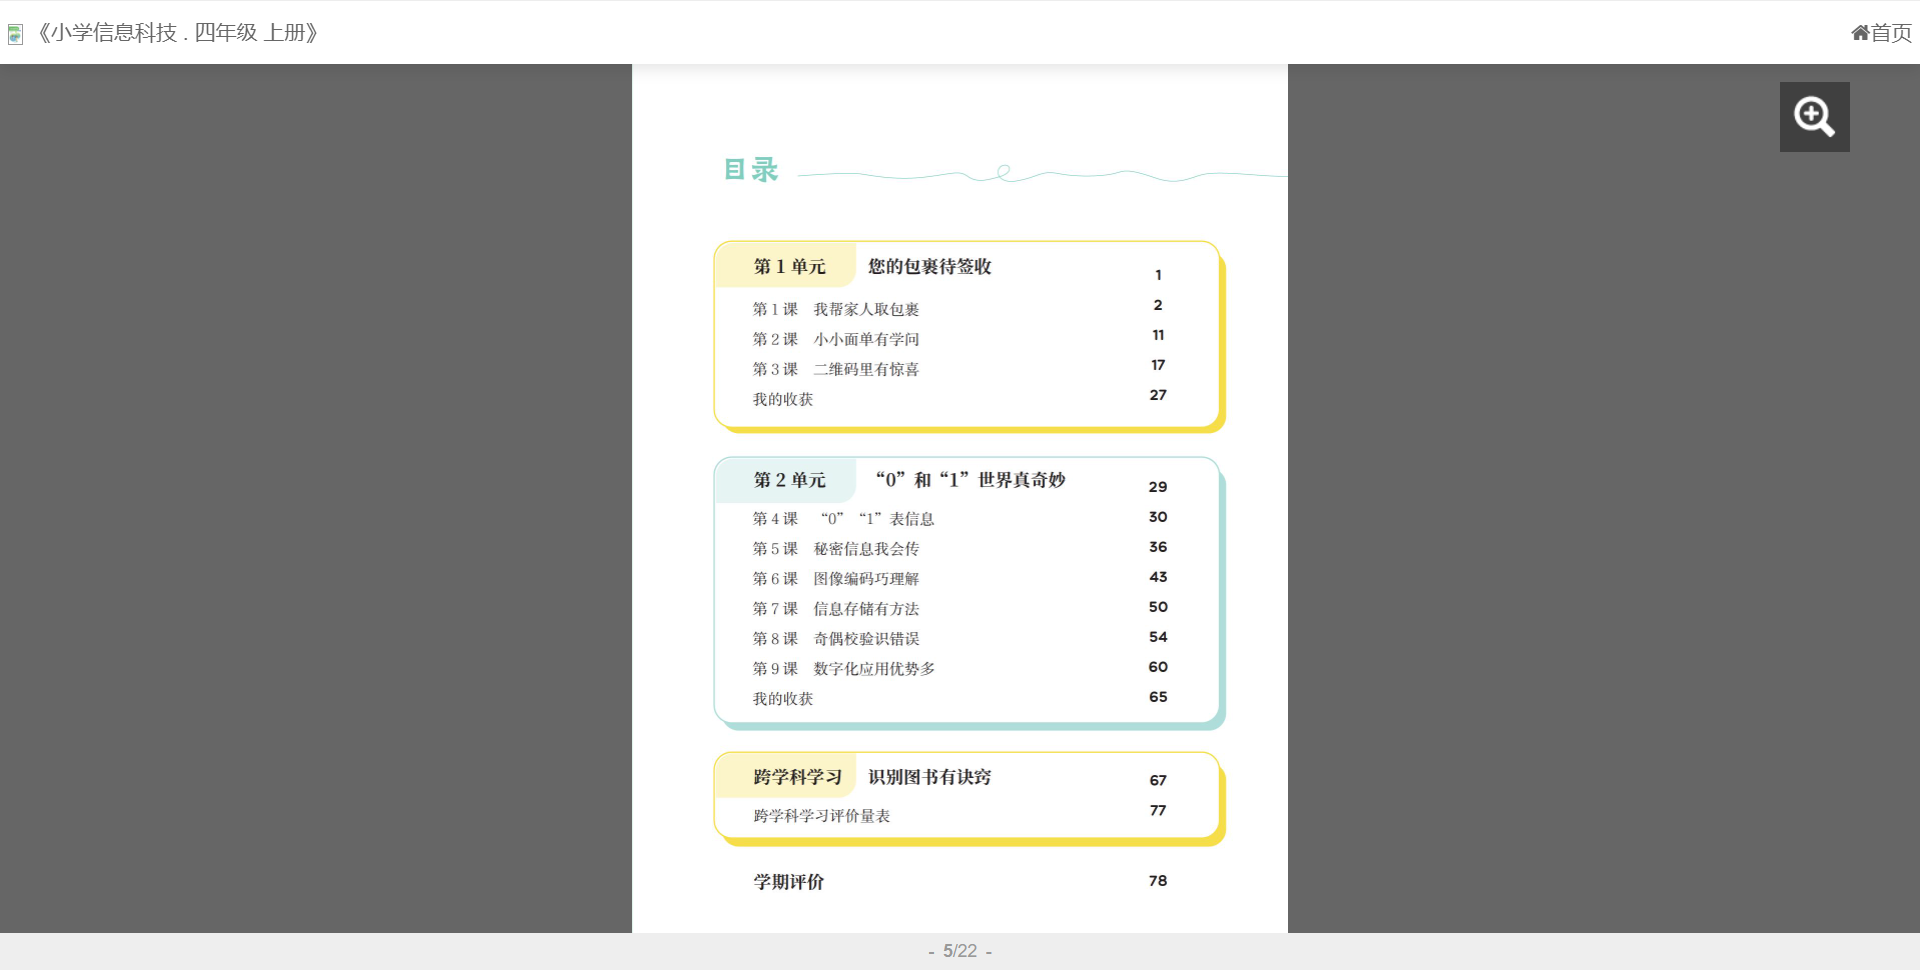 《小学信息科技 . 四年级 上册》
首页
目录
第 1 单元 您的包裹待签收 1
第 1 课 我帮家人取包裹 2
第 2 课 小小面单有学问 11
第 3 课 二维码里有惊喜 17
我的收获 27
第 2 单元 “0”和“1”世界真奇妙 29
第 4 课 “0”“1”表信息 30
第 5 课 秘密信息我会传 36
第 6 课 图像编码巧理解 43
第 7 课 信息存储有方法 50
第 8 课 奇偶校验识错误 54
第 9 课 数字化应用优势多 60
我的收获 65
跨学科学习 识别图书有诀窍 67
跨学科学习评价量表 77
学期评价 78
- 5/22 -